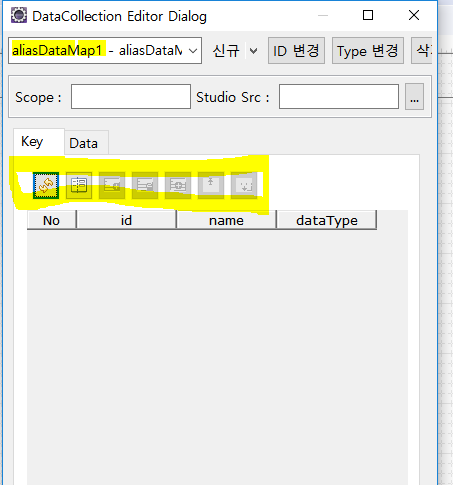 DataCollection Editor Dialog
aliasDataMap1 - aliasDataM 신규 ID 변경 Type 변경 삭
Scope : Studio Src : ...
Key Data
No id name dataType